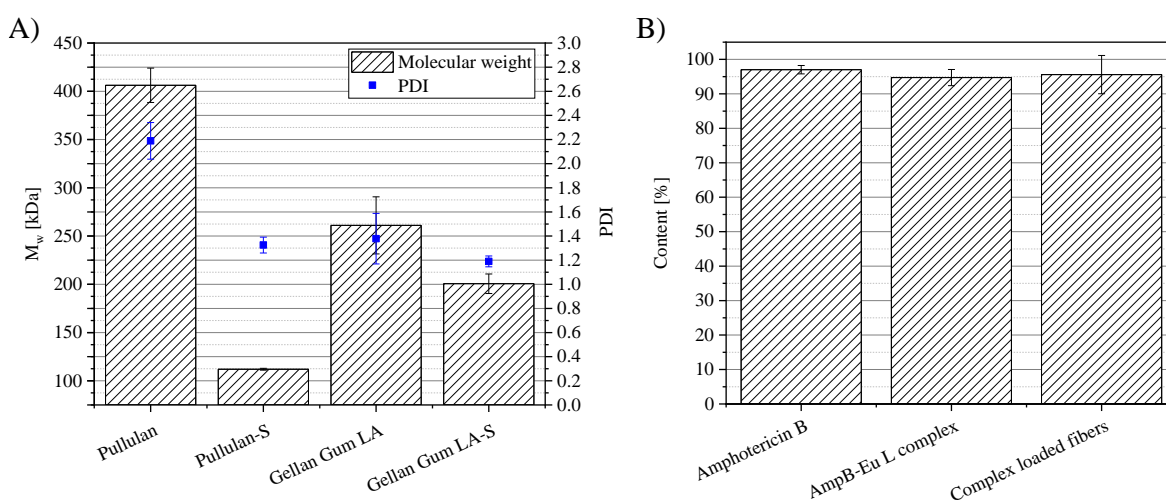 A)
450
400
350
300
250
200
150
100
M_w [kDa]
3.0
2.8
2.6
2.4
2.2
2.0
1.8
1.6
1.4
1.2
1.0
0.8
0.6
0.4
0.2
0.0
PDI
Molecular weight
PDI
Pullulan
Pullulan-S
Gellan Gum LA
Gellan Gum LA-S
B)
100
90
80
70
60
50
40
30
20
10
0
Content [%]
Amphotericin B
AmpB-Eu L complex
Complex loaded fibers